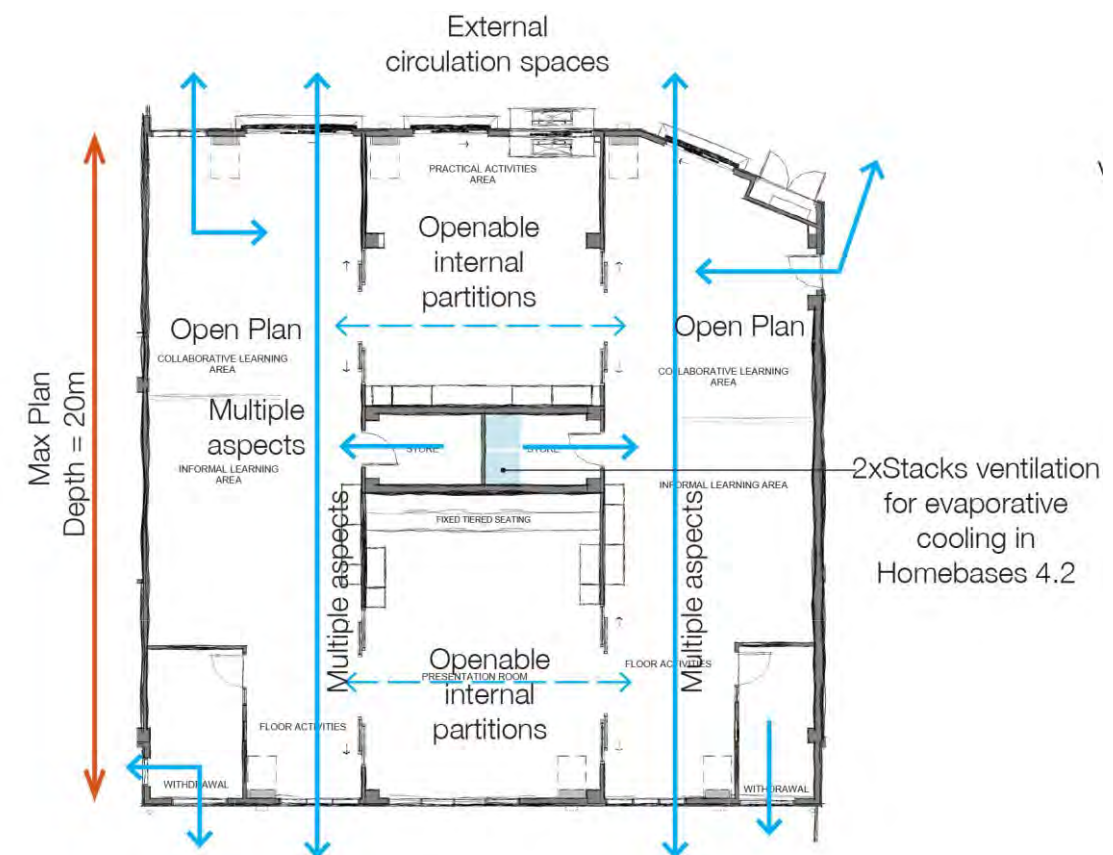 External
circulation spaces
PRACTICAL ACTIVITIES
AREA
Openable
internal
partitions
Max Plan
Depth = 20m
Open Plan
COLLABORATIVE LEARNING
AREA
Open Plan
COLLABORATIVE LEARNING
AREA
Multiple
aspects
STORE
STORE
INFORMAL LEARNING
AREA
INFORMAL LEARNING AREA
2xStacks ventilation
for evaporative
cooling in
Homebases 4.2
FIXED TIERED SEATING
Multiple aspects
Multiple aspects
Openable
PRESENTATION ROOM
internal
partitions
FLOOR ACTIVITIES
FLOOR ACTIVITIES
WITHDRAWAL
WITHDRAWAL